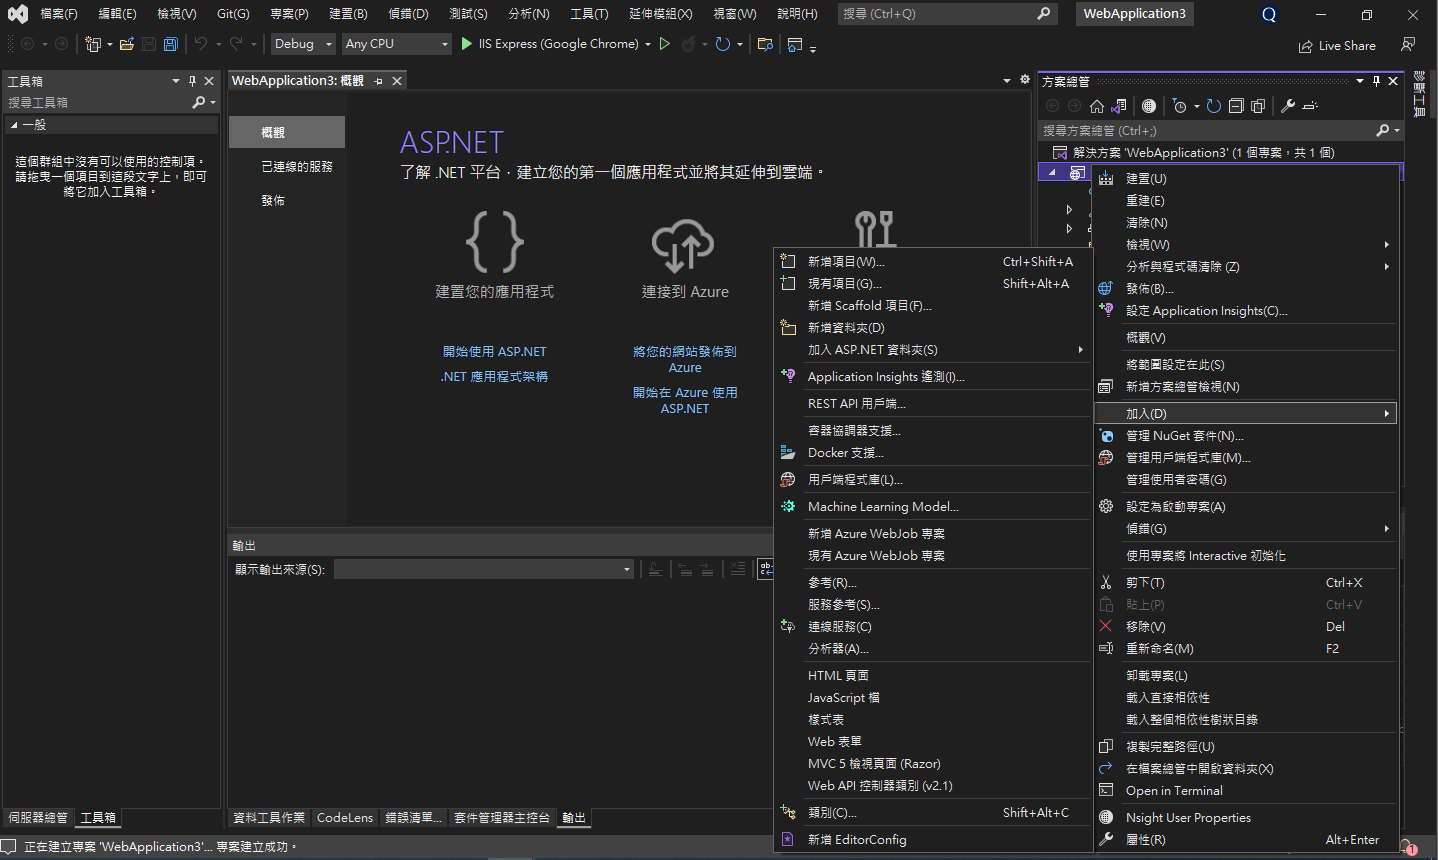 檔案(F) 編輯(E) 檢視(V) Git(G) 專案(P) 建置(B) 偵錯(D) 測試(S) 分析(N) 工具(T) 延伸模組(X) 視窗(W) 說明(H) 搜尋 (Ctrl+Q) WebApplication3 Q
Debug Any CPU IIS Express (Google Chrome) Live Share
工具箱
搜尋工具箱
一般
這個群組中沒有可以使用的控制項。
請拖曳一個項目到這段文字上，即可
將它加入工具箱。
WebApplication3: 概觀
概觀
已連線的服務
發佈
ASP.NET
了解 .NET 平台，建立您的第一個應用程式並將其延伸到雲端。
建置您的應用程式
開始使用 ASP.NET
.NET 應用程式架構
連接到 Azure
將您的網站發佈到
Azure
開始在 Azure 使用
ASP.NET
輸出
顯示輸出來源(S):
方案總管
搜尋方案總管 (Ctrl+;)
解決方案 'WebApplication3' (1 個專案，共 1 個)
診斷工具
建置(U)
重建(E)
清除(N)
檢視(W)
分析與程式碼清除 (Z)
發佈(B)...
設定 Application Insights(C)...
概觀(V)
將範圍設定在此(S)
新增方案總管檢視(N)
加入(D)
管理 NuGet 套件(N)...
管理用戶端程式庫(M)...
管理使用者密碼(G)
設定為啟動專案(A)
偵錯(G)
使用專案將 Interactive 初始化
剪下(T) Ctrl+X
貼上(P) Ctrl+V
移除(V) Del
重新命名(M) F2
卸載專案(L)
載入直接相依性
載入整個相依性樹狀目錄
複製完整路徑(U)
在檔案總管中開啟資料夾(X)
Open in Terminal
Nsight User Properties
屬性(R) Alt+Enter
新增項目(W)... Ctrl+Shift+A
現有項目(G)... Shift+Alt+A
新增 Scaffold 項目(F)...
新增資料夾(D)
加入 ASP.NET 資料夾(S)
Application Insights 遙測(I)...
REST API 用戶端...
容器協調器支援...
Docker 支援...
用戶端程式庫(L)...
Machine Learning Model...
新增 Azure WebJob 專案
現有 Azure WebJob 專案
參考(R)...
服務參考(S)...
連線服務(C)
分析器(A)...
HTML 頁面
JavaScript 檔
樣式表
Web 表單
MVC 5 檢視頁面 (Razor)
Web API 控制器類別 (v2.1)
類別(C)... Shift+Alt+C
新增 EditorConfig
伺服器總管 工具箱 資料工具作業 CodeLens 錯誤清單... 套件管理器主控台 輸出
正在建立專案 'WebApplication3'... 專案建立成功。 1